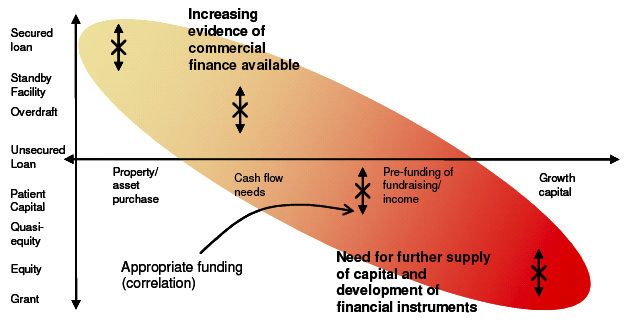 Increasing
evidence of
commercial
finance available
Secured
loan
Standby
Facility
Overdraft
Unsecured
Loan
Property/
asset
purchase
Cash flow
needs
Pre-funding of
fundraising/
income
Growth
capital
Patient
Capital
Quasi-
equity
Equity
Grant
Appropriate funding
(correlation)
Need for further supply
of capital and
development of
financial instruments